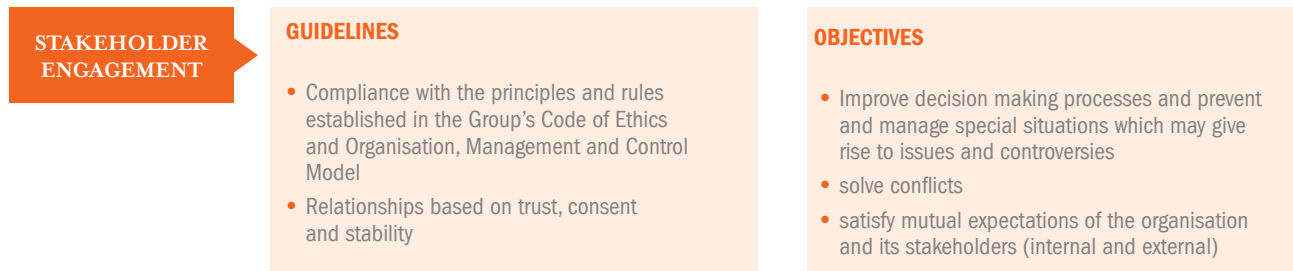 STAKEHOLDER
ENGAGEMENT
GUIDELINES
• Compliance with the principles and rules
established in the Group's Code of Ethics
and Organisation, Management and Control
Model
• Relationships based on trust, consent
and stability
OBJECTIVES
• Improve decision making processes and prevent
and manage special situations which may give
rise to issues and controversies
• solve conflicts
• satisfy mutual expectations of the organisation
and its stakeholders (internal and external)